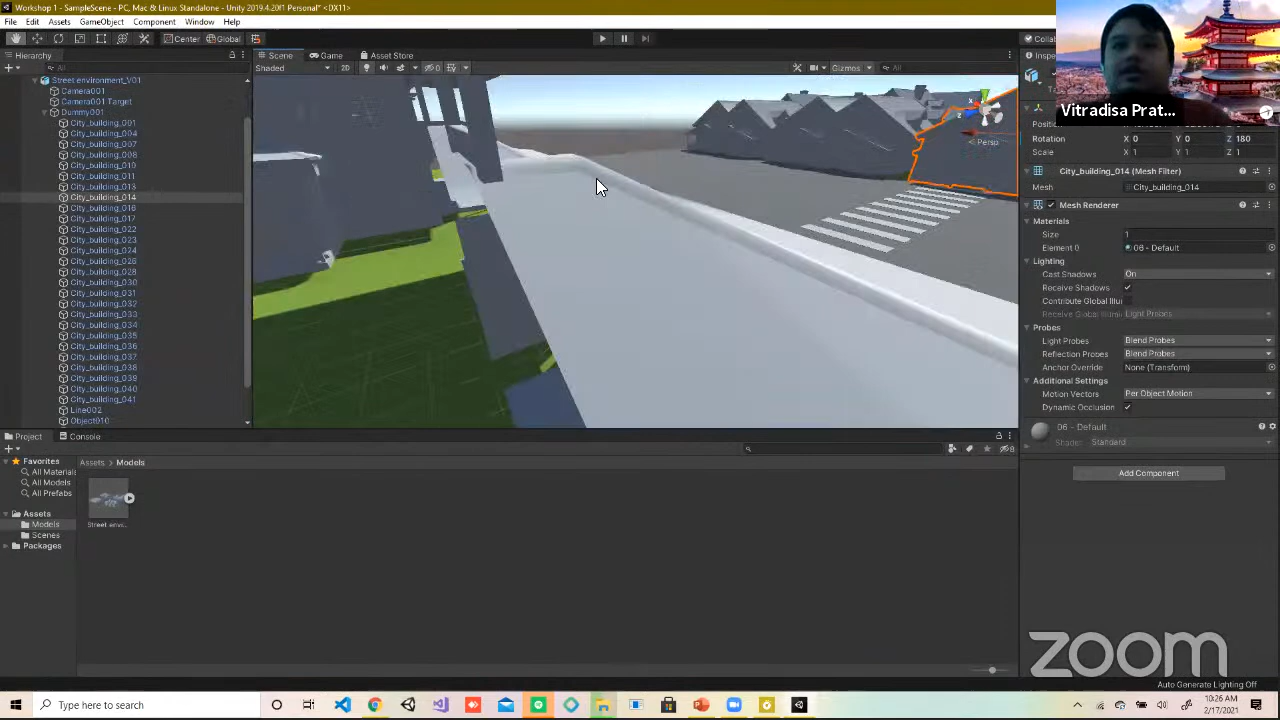 Workshop 1 - SampleScene - PC, Mac & Linux Standalone - Unity 2019.4.20f1 Personal* <DX11>
File Edit Assets GameObject Component Window Help
Center Global
Hierarchy
Scene Game Asset Store
Shaded 2D Gizmos All
Street environment_V01
Camera001
Camera001 Target
Dummy001
City_building_001
City_building_004
City_building_007
City_building_008
City_building_010
City_building_011
City_building_013
City_building_014
City_building_016
City_building_017
City_building_022
City_building_023
City_building_024
City_building_026
City_building_028
City_building_030
City_building_031
City_building_032
City_building_033
City_building_034
City_building_035
City_building_036
City_building_037
City_building_038
City_building_039
City_building_040
City_building_041
Line002
Object010
Persp
Vitradisa Prat...
Rotation X 0 Y 0 Z 180
Scale X 1 Y 1 Z 1
City_building_014 (Mesh Filter)
Mesh City_building_014
Mesh Renderer
Materials
Size 1
Element 0 06 - Default
Lighting
Cast Shadows On
Receive Shadows
Contribute Global Illu
Receive Global Illumin Light Probes
Probes
Light Probes Blend Probes
Reflection Probes Blend Probes
Anchor Override None (Transform)
Additional Settings
Motion Vectors Per Object Motion
Dynamic Occlusion
06 - Default
Shader Standard
Add Component
Project Console
Favorites
All Materials
All Models
All Prefabs
Assets
Models
Scenes
Packages
Assets > Models
Street envi...
zoom
Auto Generate Lighting Off
Type here to search
10:26 AM
2/17/2021